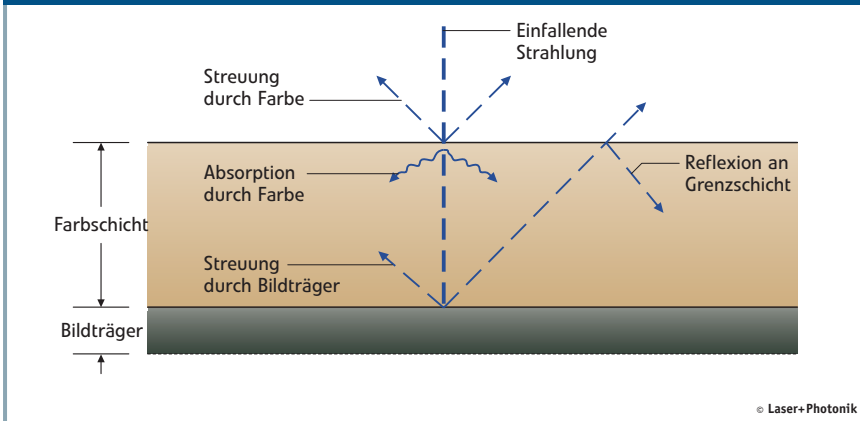 Einfallende
Strahlung
Streuung
durch Farbe
Absorption
durch Farbe
Reflexion an
Grenzschicht
Farbschicht
Streuung
durch Bildträger
Bildträger
© Laser+Photonik